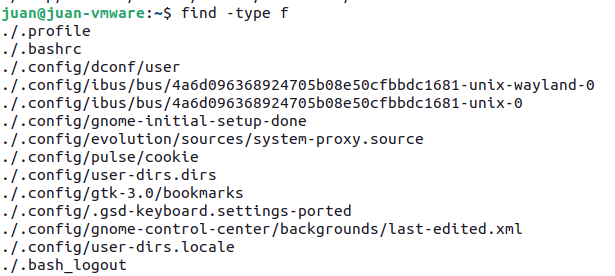 juan@juan-vmware:~$ find -type f
./.profile
./.bashrc
./.config/dconf/user
./.config/ibus/bus/4a6d096368924705b08e50cfbbdc1681-unix-wayland-0
./.config/ibus/bus/4a6d096368924705b08e50cfbbdc1681-unix-0
./.config/gnome-initial-setup-done
./.config/evolution/sources/system-proxy.source
./.config/pulse/cookie
./.config/user-dirs.dirs
./.config/gtk-3.0/bookmarks
./.config/.gsd-keyboard.settings-ported
./.config/gnome-control-center/backgrounds/last-edited.xml
./.config/user-dirs.locale
./.bash_logout